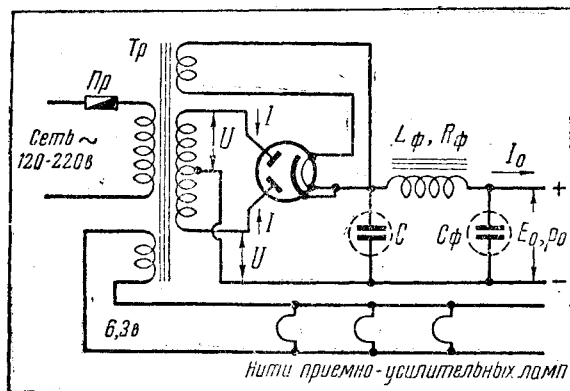 Тр
Пр
Сеть ~
120-220в
U
I
I
U
Lф, Rф
I₀
+
C
Cф
E₀, p₀
−
6,3в
Нити приемно-усилительных ламп